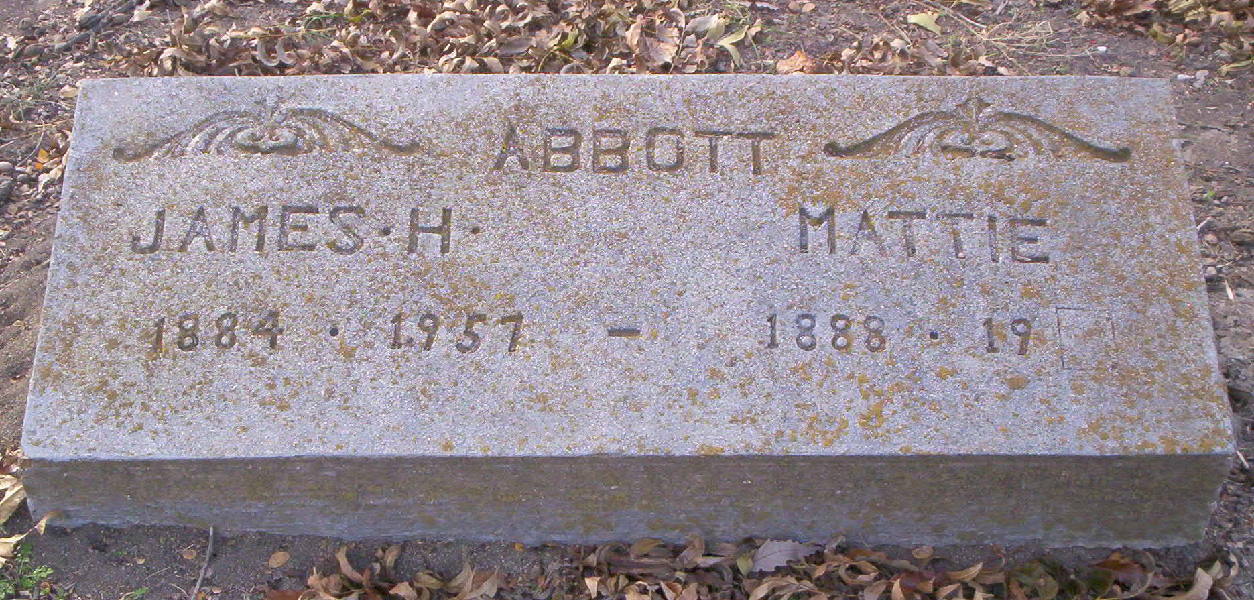 ABBOTT
JAMES · H · MATTIE
1884 · 1957 – 1888 · 19